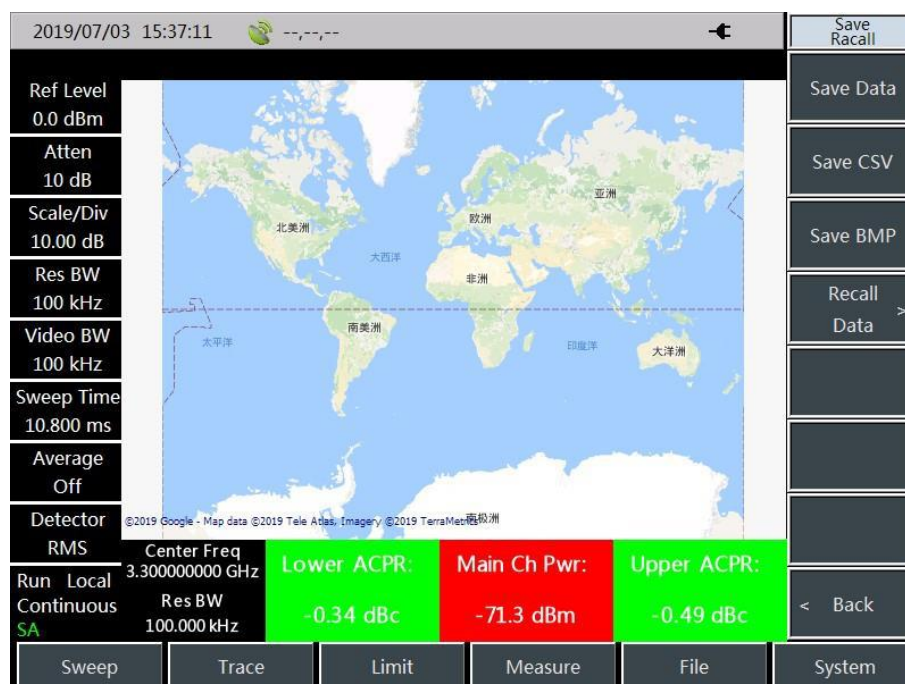 2019/07/03 15:37:11 --,--,--
Save
Racall
Ref Level
0.0 dBm
Atten
10 dB
Scale/Div
10.00 dB
Res BW
100 kHz
Video BW
100 kHz
Sweep Time
10.800 ms
Average
Off
Detector
RMS
Run Local
Continuous
SA
北美洲
大西洋
欧洲
亚洲
非洲
太平洋
南美洲
印度洋
大洋洲
南极洲
©2019 Google - Map data ©2019 Tele Atlas, Imagery ©2019 TerraMetrics
Center Freq
3.300000000 GHz
Res BW
100.000 kHz
Lower ACPR:
-0.34 dBc
Main Ch Pwr:
-71.3 dBm
Upper ACPR:
-0.49 dBc
Save Data
Save CSV
Save BMP
Recall
Data >
< Back
Sweep
Trace
Limit
Measure
File
System